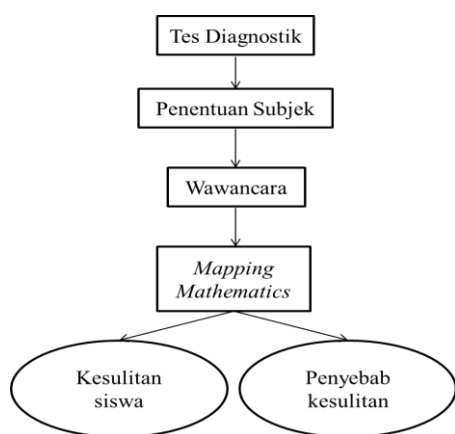 Tes Diagnostik
Penentuan Subjek
Wawancara
Mapping
Mathematics
Kesulitan
siswa
Penyebab
kesulitan